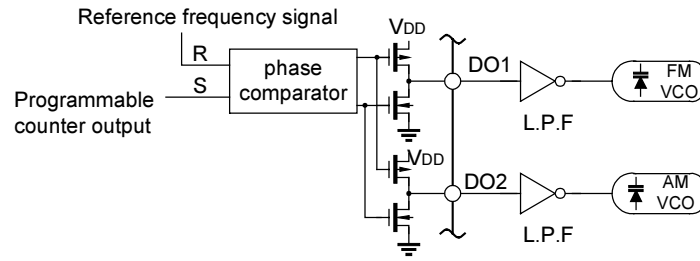 Reference frequency signal
R
S
Programmable
counter output
phase
comparator
VDD
DO1
L.P.F
FM
VCO
VDD
DO2
L.P.F
AM
VCO